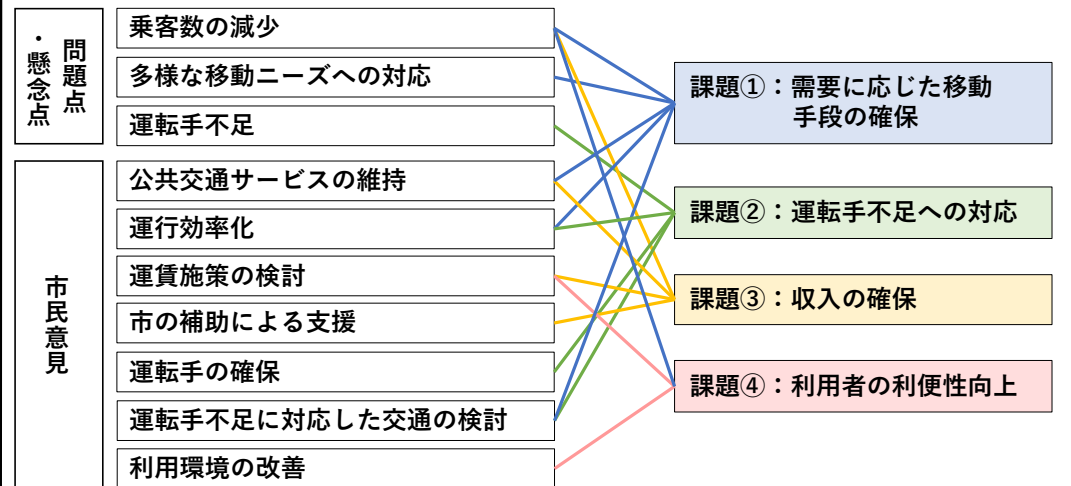 問題点
・懸念点
乗客数の減少
多様な移動ニーズへの対応
運転手不足
市民意見
公共交通サービスの維持
運行効率化
運賃施策の検討
市の補助による支援
運転手の確保
運転手不足に対応した交通の検討
利用環境の改善
課題①：需要に応じた移動
手段の確保
課題②：運転手不足への対応
課題③：収入の確保
課題④：利用者の利便性向上